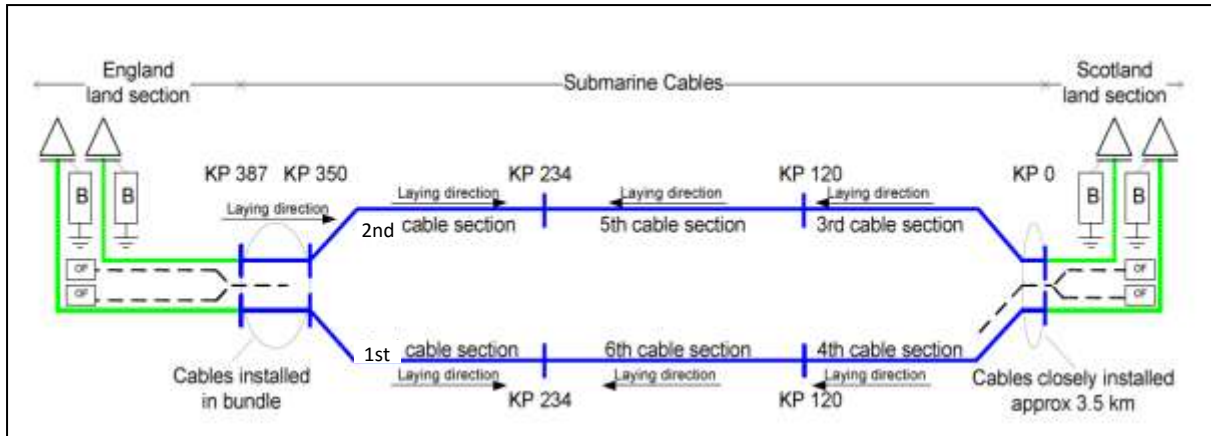 England
land section
Submarine Cables
Scotland
land section
KP 387
KP 350
KP 234
KP 120
KP 0
B
B
B
B
Laying direction
Laying direction
Laying direction
Laying direction
2nd cable section
5th cable section
3rd cable section
OF
OF
OF
OF
1st cable section
6th cable section
4th cable section
Laying direction
Laying direction
Laying direction
Cables installed
in bundle
KP 234
KP 120
Cables closely installed
approx 3.5 km